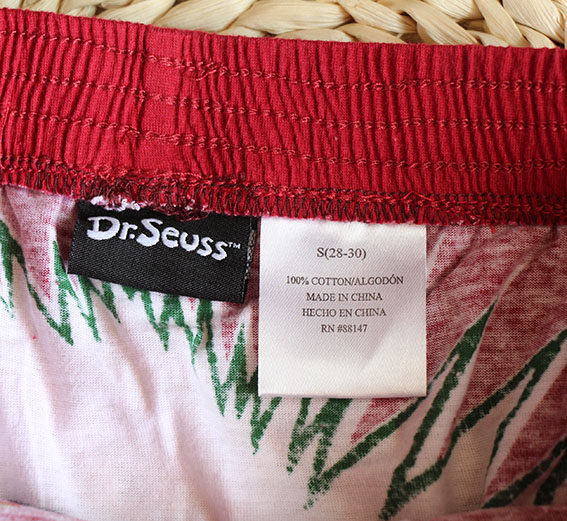 Dr. Seuss™
S(28-30)
100% COTTON/ALGODÓN
MADE IN CHINA
HECHO EN CHINA
RN #88147